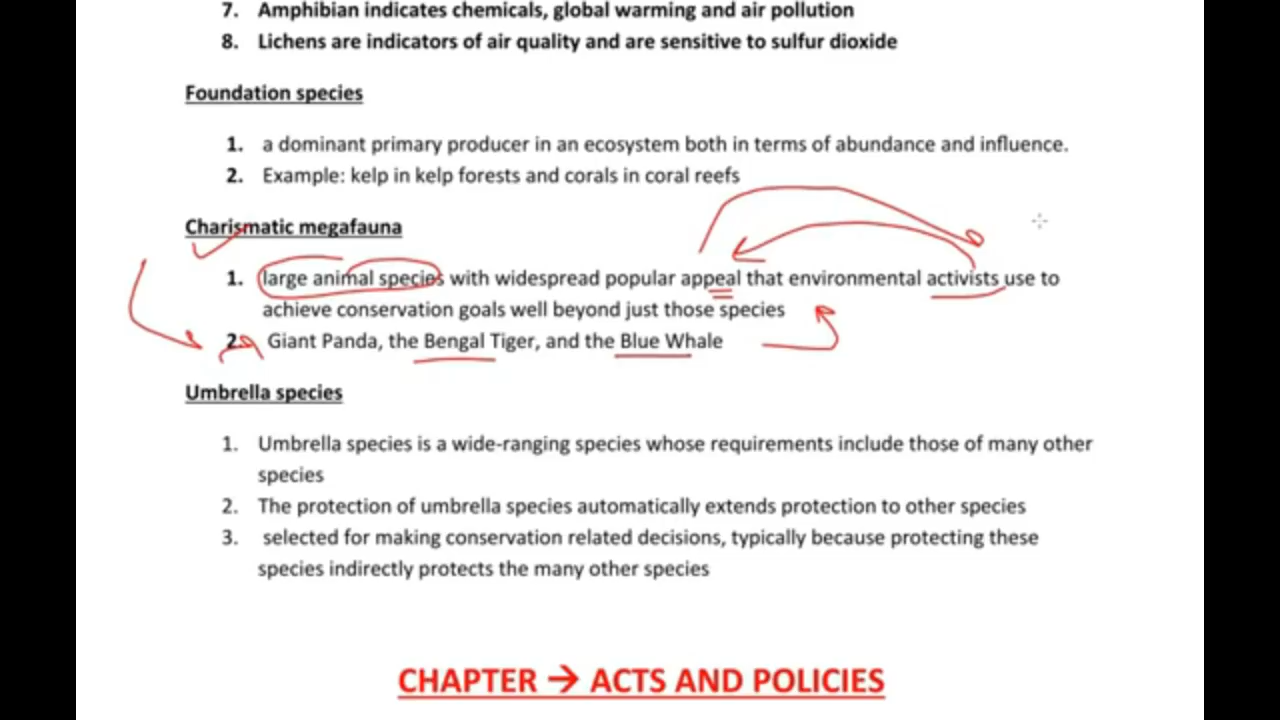 7. Amphibian indicates chemicals, global warming and air pollution
8. Lichens are indicators of air quality and are sensitive to sulfur dioxide
Foundation species
1. a dominant primary producer in an ecosystem both in terms of abundance and influence.
2. Example: kelp in kelp forests and corals in coral reefs
Charismatic megafauna
1. large animal species with widespread popular appeal that environmental activists use to
achieve conservation goals well beyond just those species
2. Giant Panda, the Bengal Tiger, and the Blue Whale
Umbrella species
1. Umbrella species is a wide-ranging species whose requirements include those of many other
species
2. The protection of umbrella species automatically extends protection to other species
3. selected for making conservation related decisions, typically because protecting these
species indirectly protects the many other species
CHAPTER → ACTS AND POLICIES